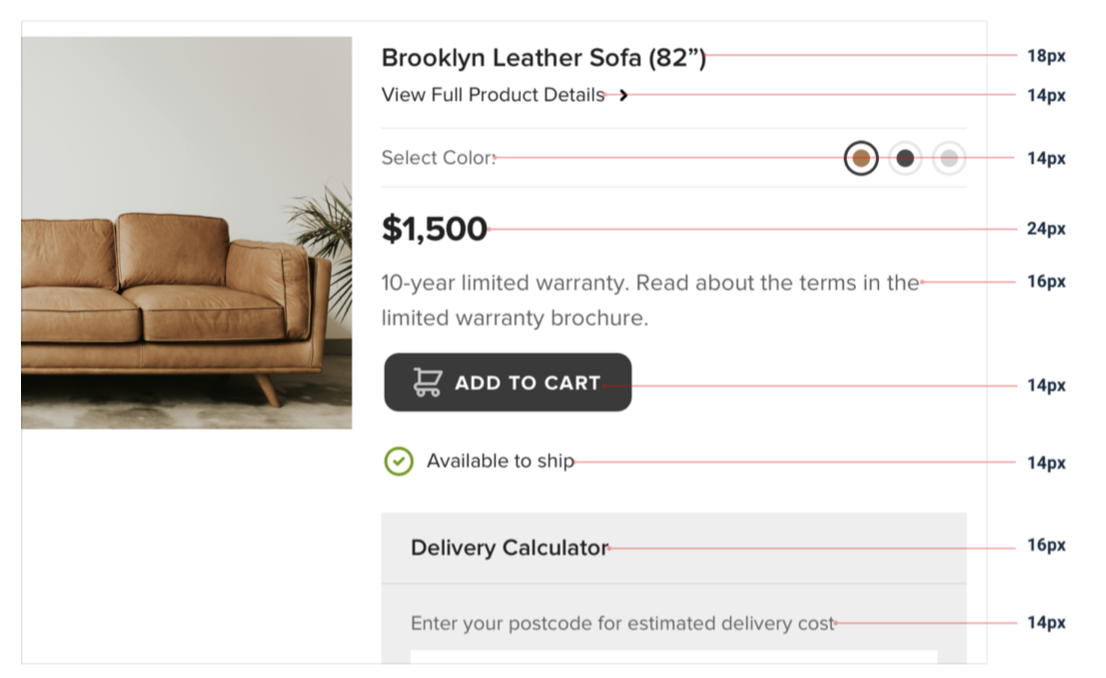 Brooklyn Leather Sofa (82”)
18px
View Full Product Details
14px
Select Color:
14px
$1,500
24px
10-year limited warranty. Read about the terms in the
16px
limited warranty brochure.
ADD TO CART
14px
Available to ship
14px
Delivery Calculator
16px
Enter your postcode for estimated delivery cost
14px